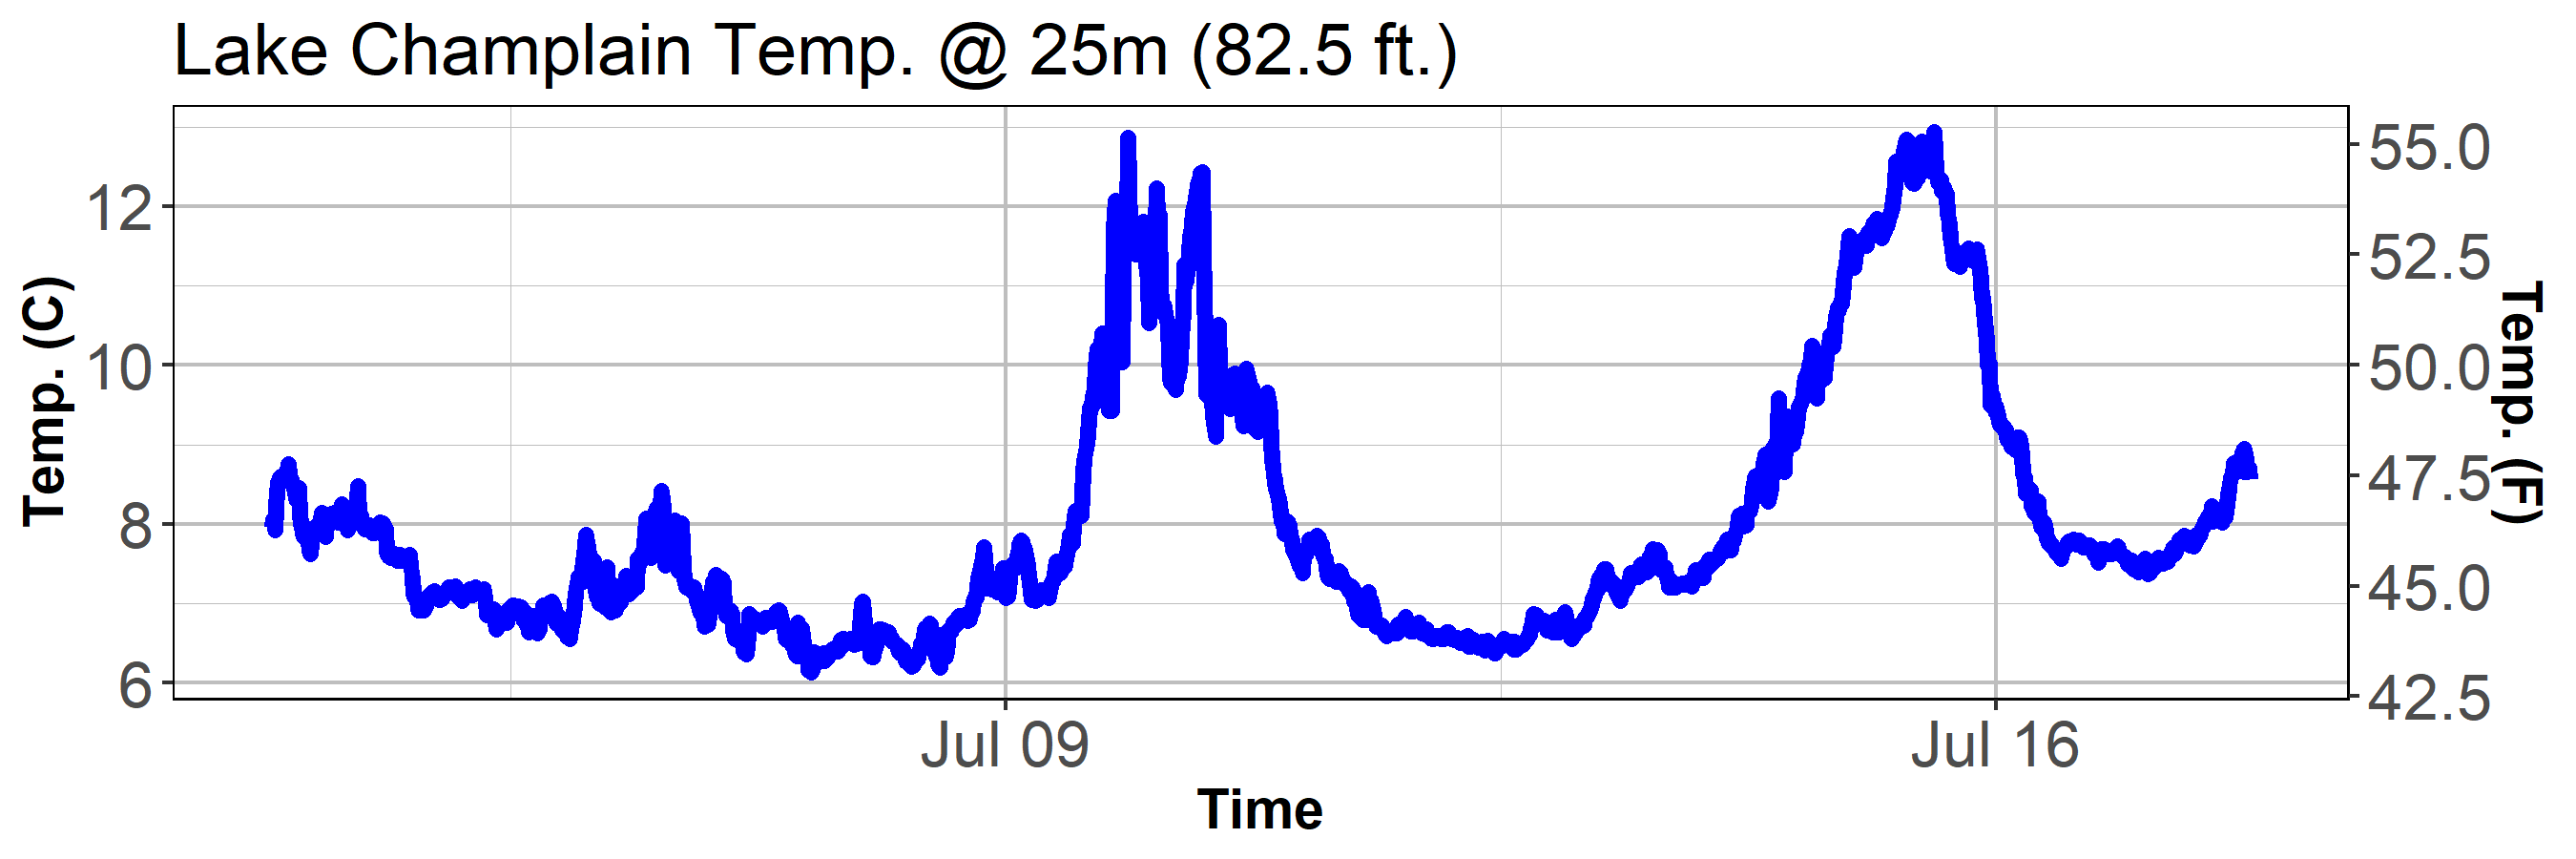 Lake Champlain Temp. @ 25m (82.5 ft.)
Temp. (C)
12
10
8
6
55.0
52.5
50.0
47.5
45.0
42.5
Temp. (F)
Jul 09
Jul 16
Time